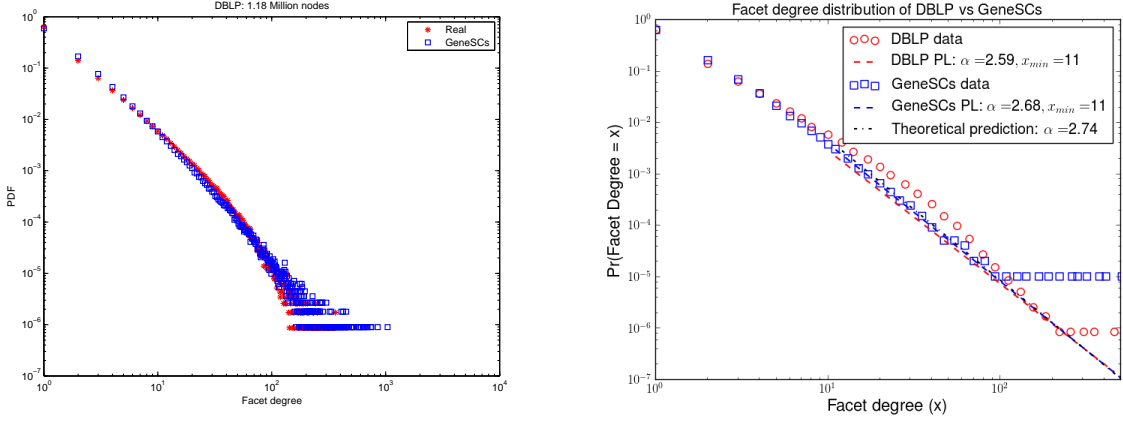 DBLP: 1.18 Million nodes
Real
GeneSCs
PDF
10^0
10^-1
10^-2
10^-3
10^-4
10^-5
10^-6
10^-7
10^0 10^1 10^2 10^3 10^4
Facet degree
Facet degree distribution of DBLP vs GeneSCs
DBLP data
DBLP PL: α =2.59, x_min =11
GeneSCs data
GeneSCs PL: α =2.68, x_min =11
Theoretical prediction: α =2.74
Pr(Facet Degree = x)
10^0
10^-1
10^-2
10^-3
10^-4
10^-5
10^-6
10^-7
10^0 10^1 10^2
Facet degree (x)